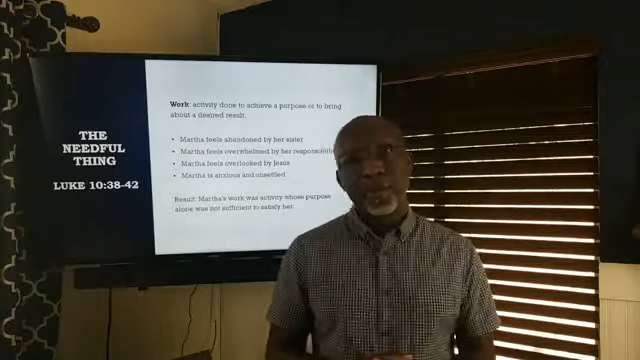 THE
NEEDFUL
THING
LUKE 10:38-42
Work: activity done to achieve a purpose or to bring
about a desired result.
• Martha feels abandoned by her sister
• Martha feels overwhelmed by her
• Martha feels overlooked by Jesus
• Martha is anxious and unsettled
Result: Martha's work was activity whose purpose
alone was not sufficient to satisfy her.